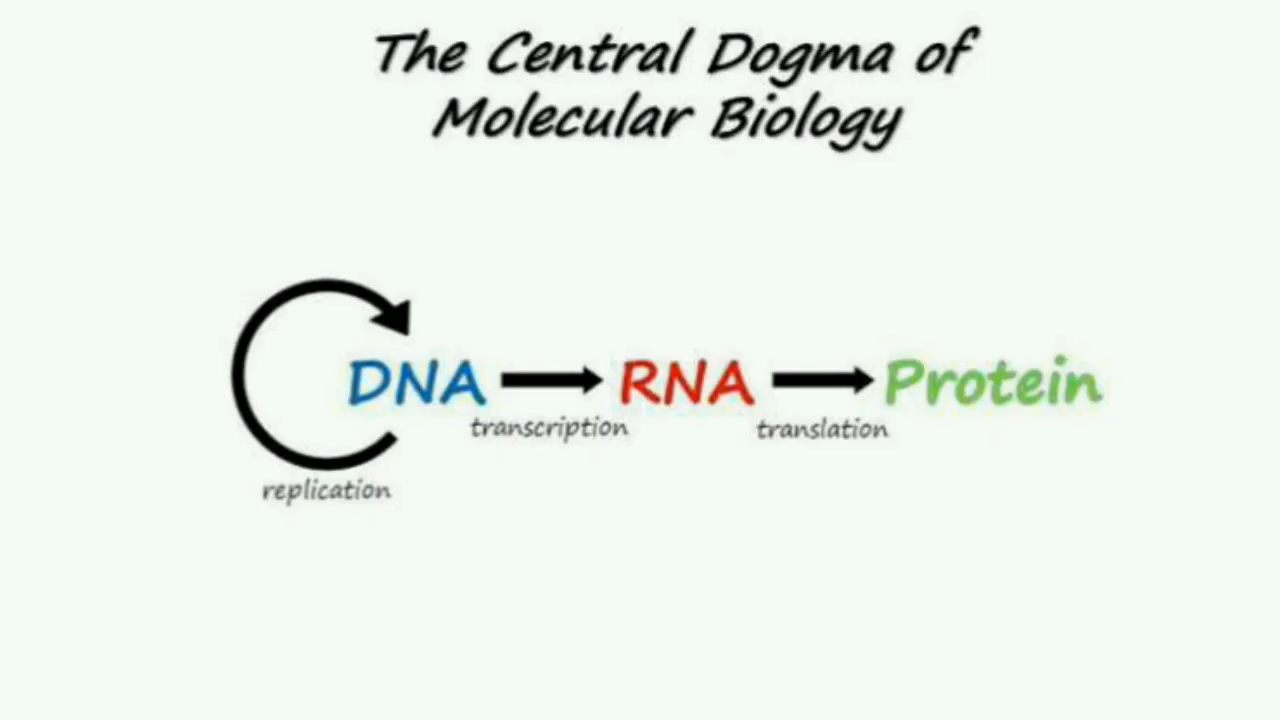 The Central Dogma of
Molecular Biology
DNA RNA Protein
transcription translation
replication